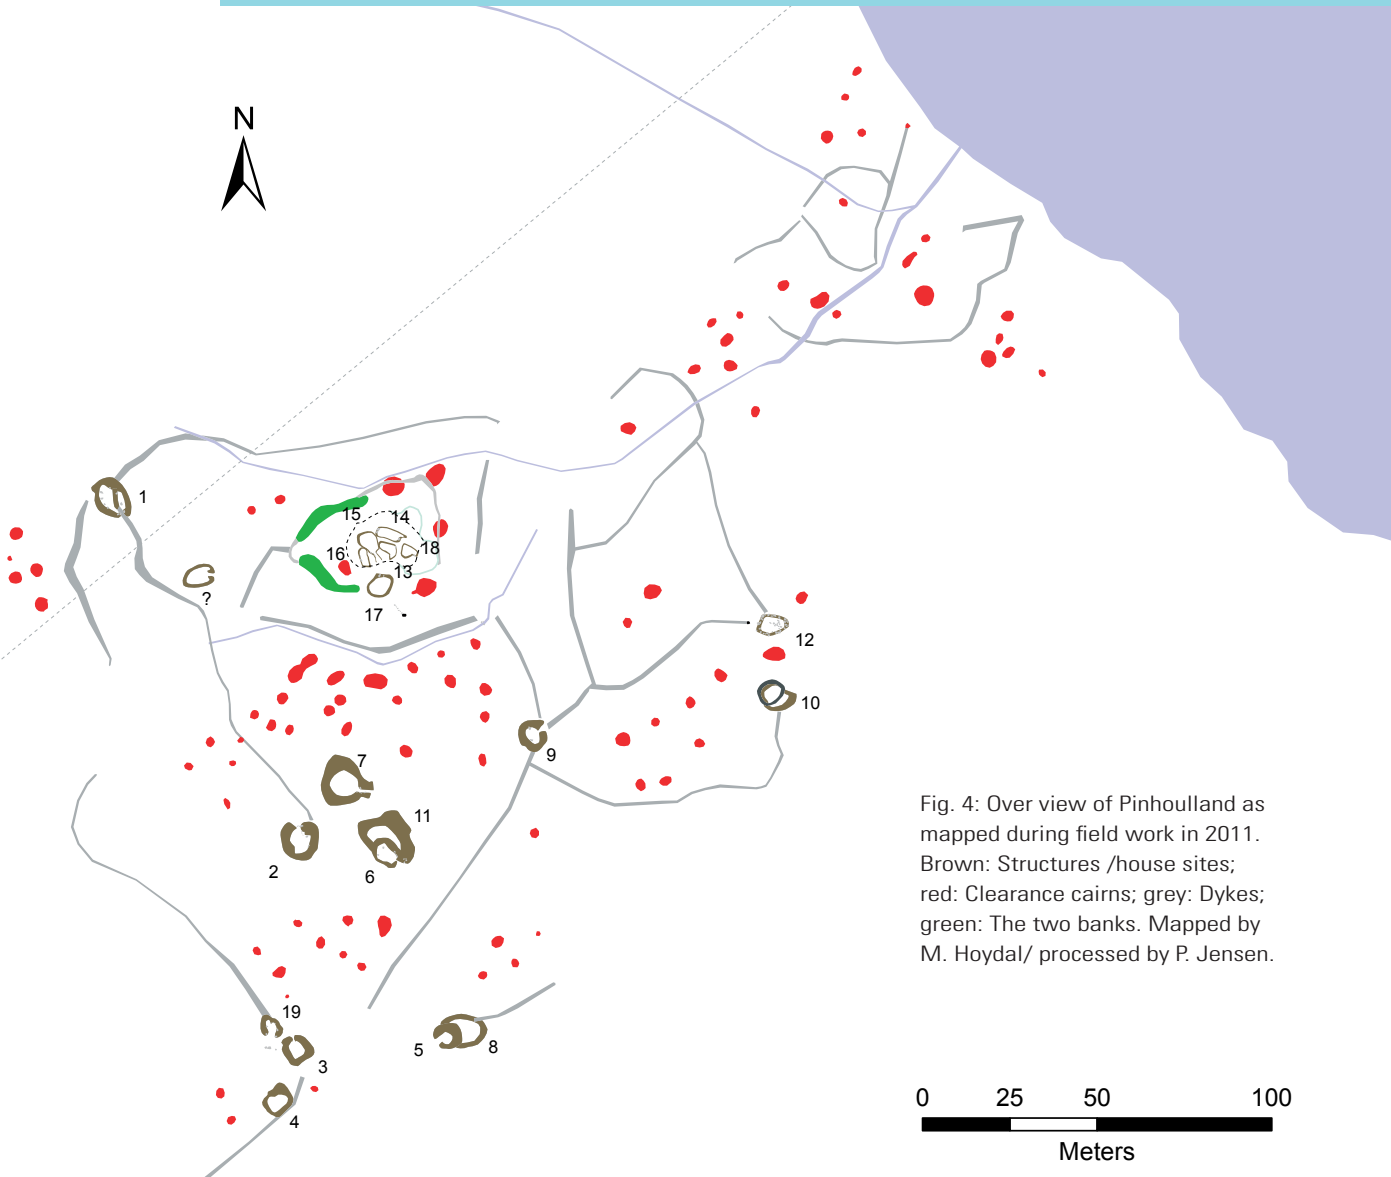 N
1
?
15
14
16
18
13
17
12
10
9
7
11
2
6
19
3
5
8
4
Fig. 4: Over view of Pinhoulland as
mapped during field work in 2011.
Brown: Structures /house sites;
red: Clearance cairns; grey: Dykes;
green: The two banks. Mapped by
M. Hoydal/ processed by P. Jensen.
0 25 50 100
Meters